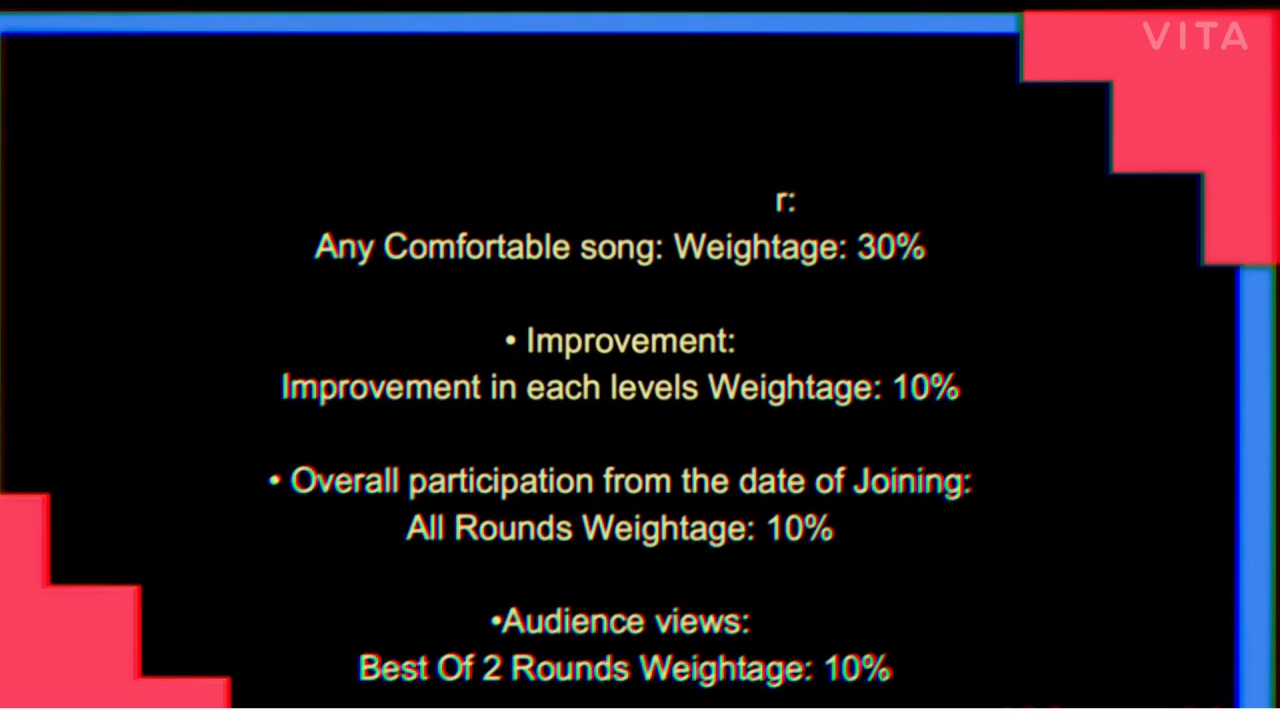 VITA
r:
Any Comfortable song: Weightage: 30%
• Improvement:
Improvement in each levels Weightage: 10%
• Overall participation from the date of Joining:
All Rounds Weightage: 10%
•Audience views:
Best Of 2 Rounds Weightage: 10%